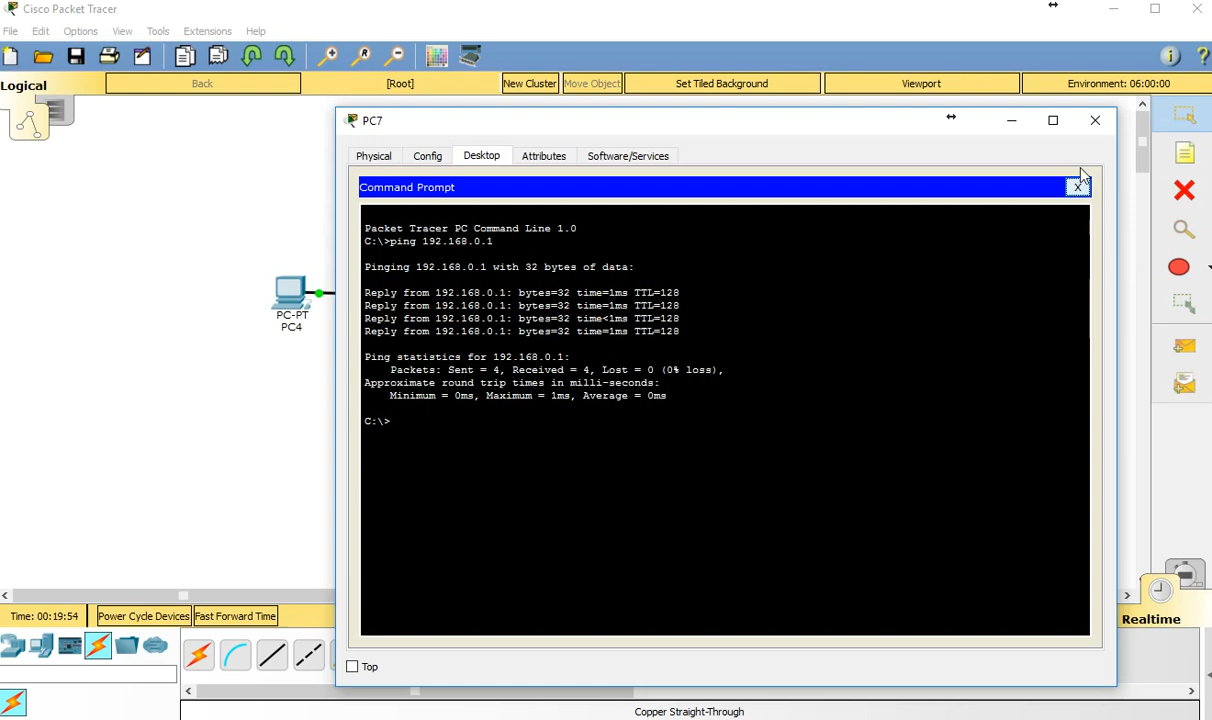 Cisco Packet Tracer
File Edit Options View Tools Extensions Help
Logical Back [Root] New Cluster Move Object Set Tiled Background Viewport Environment: 06:00:00
PC7
Physical Config Desktop Attributes Software/Services
Command Prompt
X
Packet Tracer PC Command Line 1.0
C:\>ping 192.168.0.1
Pinging 192.168.0.1 with 32 bytes of data:
Reply from 192.168.0.1: bytes=32 time=1ms TTL=128
Reply from 192.168.0.1: bytes=32 time=1ms TTL=128
Reply from 192.168.0.1: bytes=32 time<1ms TTL=128
Reply from 192.168.0.1: bytes=32 time=1ms TTL=128
Ping statistics for 192.168.0.1:
Packets: Sent = 4, Received = 4, Lost = 0 (0% loss),
Approximate round trip times in milli-seconds:
Minimum = 0ms, Maximum = 1ms, Average = 0ms
C:\>
PC-PT
PC4
Time: 00:19:54 Power Cycle Devices Fast Forward Time
Realtime
Top
Copper Straight-Through